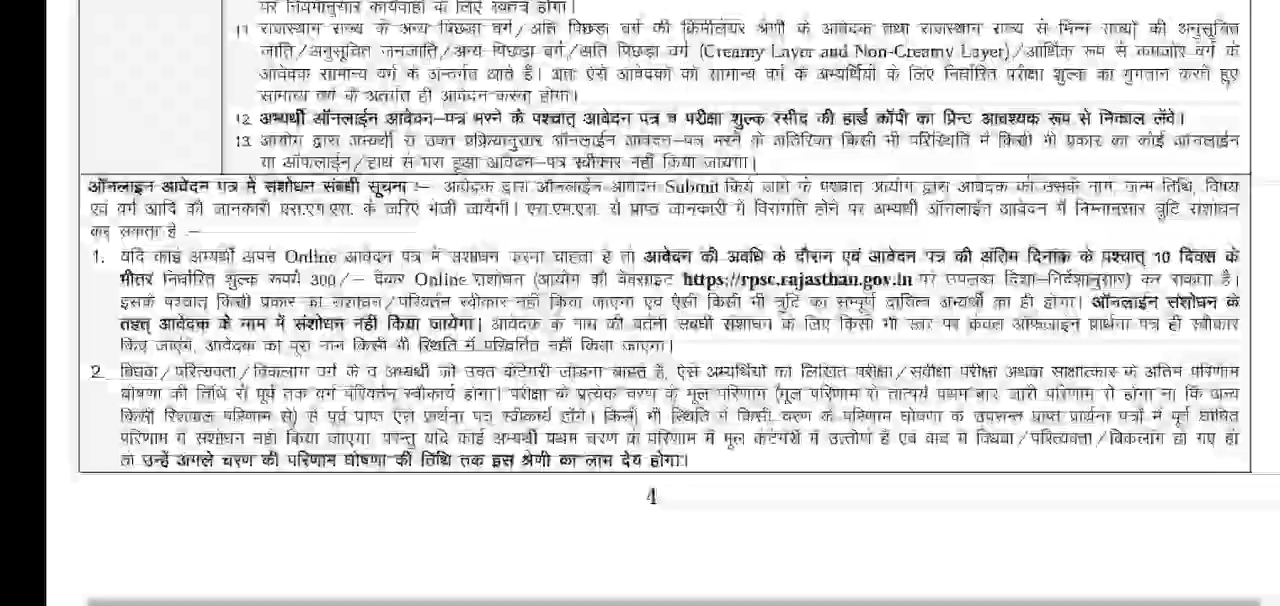 पर नियमानुसार कार्यवाही के लिए स्वतंत्र होगा।
11 राजस्थान राज्य के अन्य पिछड़ा वर्ग/अति पिछड़ा वर्ग की क्रिमीलेयर श्रेणी के आवेदक तथा राजस्थान राज्य से भिन्न राज्यों की अनुसूचित
जाति/अनुसूचित जनजाति/अन्य पिछड़ा वर्ग/अति पिछड़ा वर्ग (Creamy Layer and Non-Creamy Layer)/आर्थिक रूप से कमजोर वर्ग के
आवेदक सामान्य वर्ग के अन्तर्गत आते हैं। अतः ऐसे आवेदकों को सामान्य वर्ग के अभ्यर्थियों के लिए निर्धारित परीक्षा शुल्क का भुगतान करते हुए
सामान्य वर्ग के अंतर्गत ही आवेदन करना होगा।
12 अभ्यर्थी ऑनलाईन आवेदन–पत्र भरने के पश्चात् आवेदन पत्र व परीक्षा शुल्क रसीद की हार्ड कॉपी का प्रिन्ट आवश्यक रूप से निकाल लेंवे।
13 आयोग द्वारा अभ्यर्थी से उक्त प्रक्रियानुसार ऑनलाईन आवेदन–पत्र भरने के अतिरिक्त किसी भी परिस्थिति में किसी भी प्रकार का कोई ऑनलाईन
या ऑफलाईन/हाथ से भरा हुआ आवेदन–पत्र स्वीकार नहीं किया जायेगा।
ऑनलाइन आवेदन पत्र में संशोधन संबंधी सूचना :– आवेदक द्वारा ऑनलाईन आवेदन Submit किये जाने के पश्चात आयोग द्वारा आवेदक को उसके नाम, जन्म तिथि, विषय
एवं वर्ग आदि की जानकारी एस.एम.एस. के जरिए भेजी जायेगी। एस.एम.एस. से प्राप्त जानकारी में विसंगति होने पर अभ्यर्थी ऑनलाईन आवेदन में निम्नानुसार त्रुटि संशोधन
कर सकता है :–
1. यदि कोई अभ्यर्थी अपने Online आवेदन पत्र में संशोधन करना चाहता है तो आवेदन की अवधि के दौरान एवं आवेदन पत्र की अंतिम दिनांक के पश्चात् 10 दिवस के
भीतर निर्धारित शुल्क रूपये 300/– देकर Online संशोधन (आयोग की वेबसाइट https://rpsc.rajasthan.gov.in पर उपलब्ध दिशा–निर्देशानुसार) कर सकता है।
इसके पश्चात् किसी प्रकार का संशोधन/परिवर्तन स्वीकार नहीं किया जाएगा एवं ऐसी किसी भी त्रुटि का सम्पूर्ण दायित्व अभ्यर्थी का ही होगा। ऑनलाईन संशोधन के
तहत् आवेदक के नाम में संशोधन नहीं किया जायेगा। आवेदक के नाम की वर्तनी संबंधी संशोधन के लिए किसी भी स्तर पर केवल ऑफलाइन प्रार्थना पत्र ही स्वीकार
किए जाएंगे, आवेदक का पूरा नाम किसी भी स्थिति में परिवर्तित नहीं किया जाएगा।
2. विधवा/परित्यक्ता/विकलांग वर्ग के वे अभ्यर्थी जो उक्त केटेगरी जोड़ना चाहते हैं, ऐसे अभ्यर्थियों को लिखित परीक्षा/संवीक्षा परीक्षा अथवा साक्षात्कार के अंतिम परिणाम
घोषणा की तिथि से पूर्व तक वर्ग परिवर्तन स्वीकार्य होगा। परीक्षा के प्रत्येक चरण के मूल परिणाम (मूल परिणाम से तात्पर्य प्रथम बार जारी परिणाम से होगा ना कि अन्य
किसी रिशफल परिणाम से) से पूर्व प्राप्त ऐसे प्रार्थना पत्र स्वीकार्य होंगे। किसी भी स्थिति में किसी चरण के परिणाम घोषणा के उपरान्त प्राप्त प्रार्थना पत्रों में पूर्व घोषित
परिणाम में संशोधन नहीं किया जाएगा परन्तु यदि कोई अभ्यर्थी प्रथम चरण के परिणाम में मूल केटेगरी में उत्तीर्ण है एवं बाद में विधवा/परित्यक्ता/विकलांग हो गए हों
तो उन्हें अगले चरण की परिणाम घोषणा की तिथि तक इस श्रेणी का लाभ देय होगा।
4